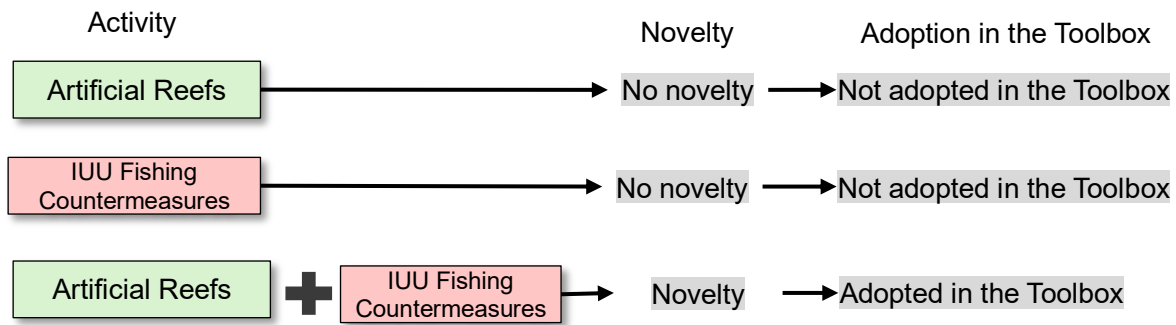 Activity
Novelty
Adoption in the Toolbox
Artificial Reefs
No novelty
Not adopted in the Toolbox
IUU Fishing
Countermeasures
No novelty
Not adopted in the Toolbox
Artificial Reefs
IUU Fishing
Countermeasures
Novelty
Adopted in the Toolbox